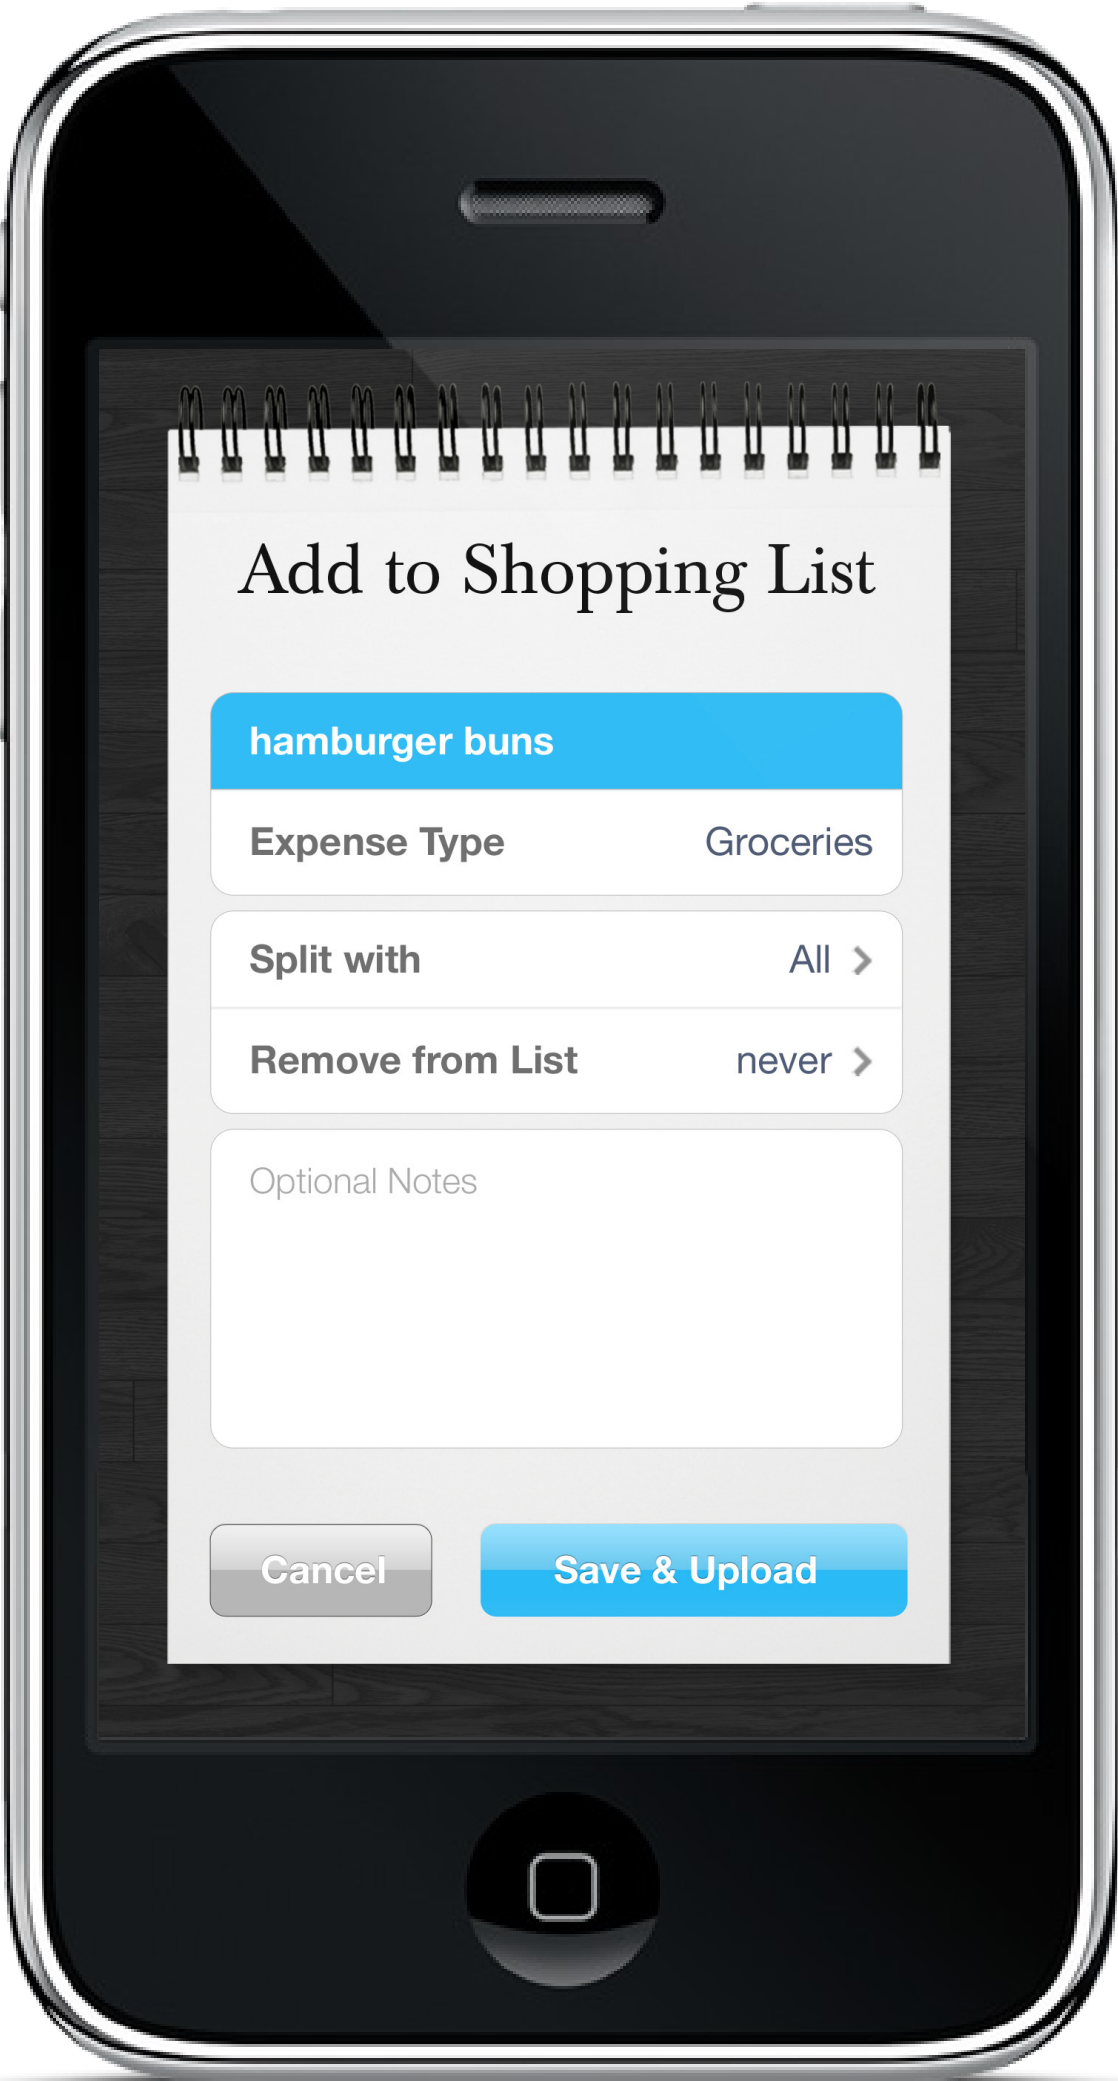 Add to Shopping List
hamburger buns
Expense Type Groceries
Split with All
Remove from List never
Optional Notes
Cancel Save & Upload